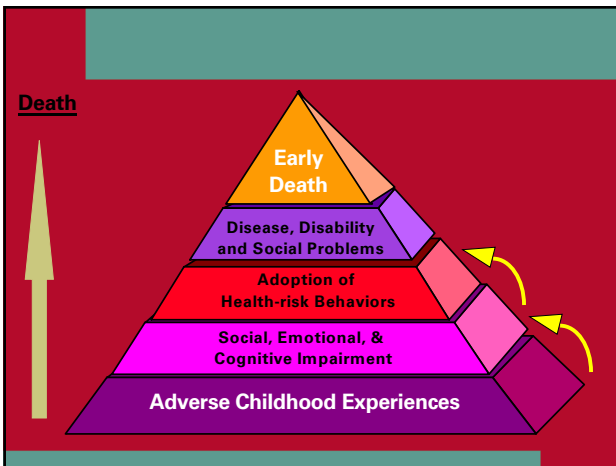 Death
Early
Death
Disease, Disability
and Social Problems
Adoption of
Health-risk Behaviors
Social, Emotional, &
Cognitive Impairment
Adverse Childhood Experiences